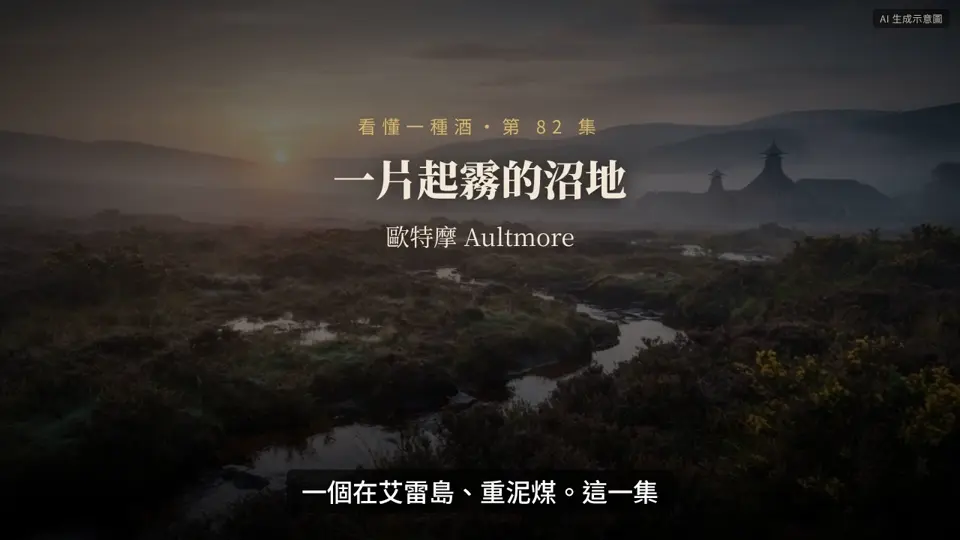 AI 生成示意圖
看懂一種酒・第 82 集
一片起霧的沼地
歐特摩 Aultmore
一個在艾雷島、重泥煤。這一集